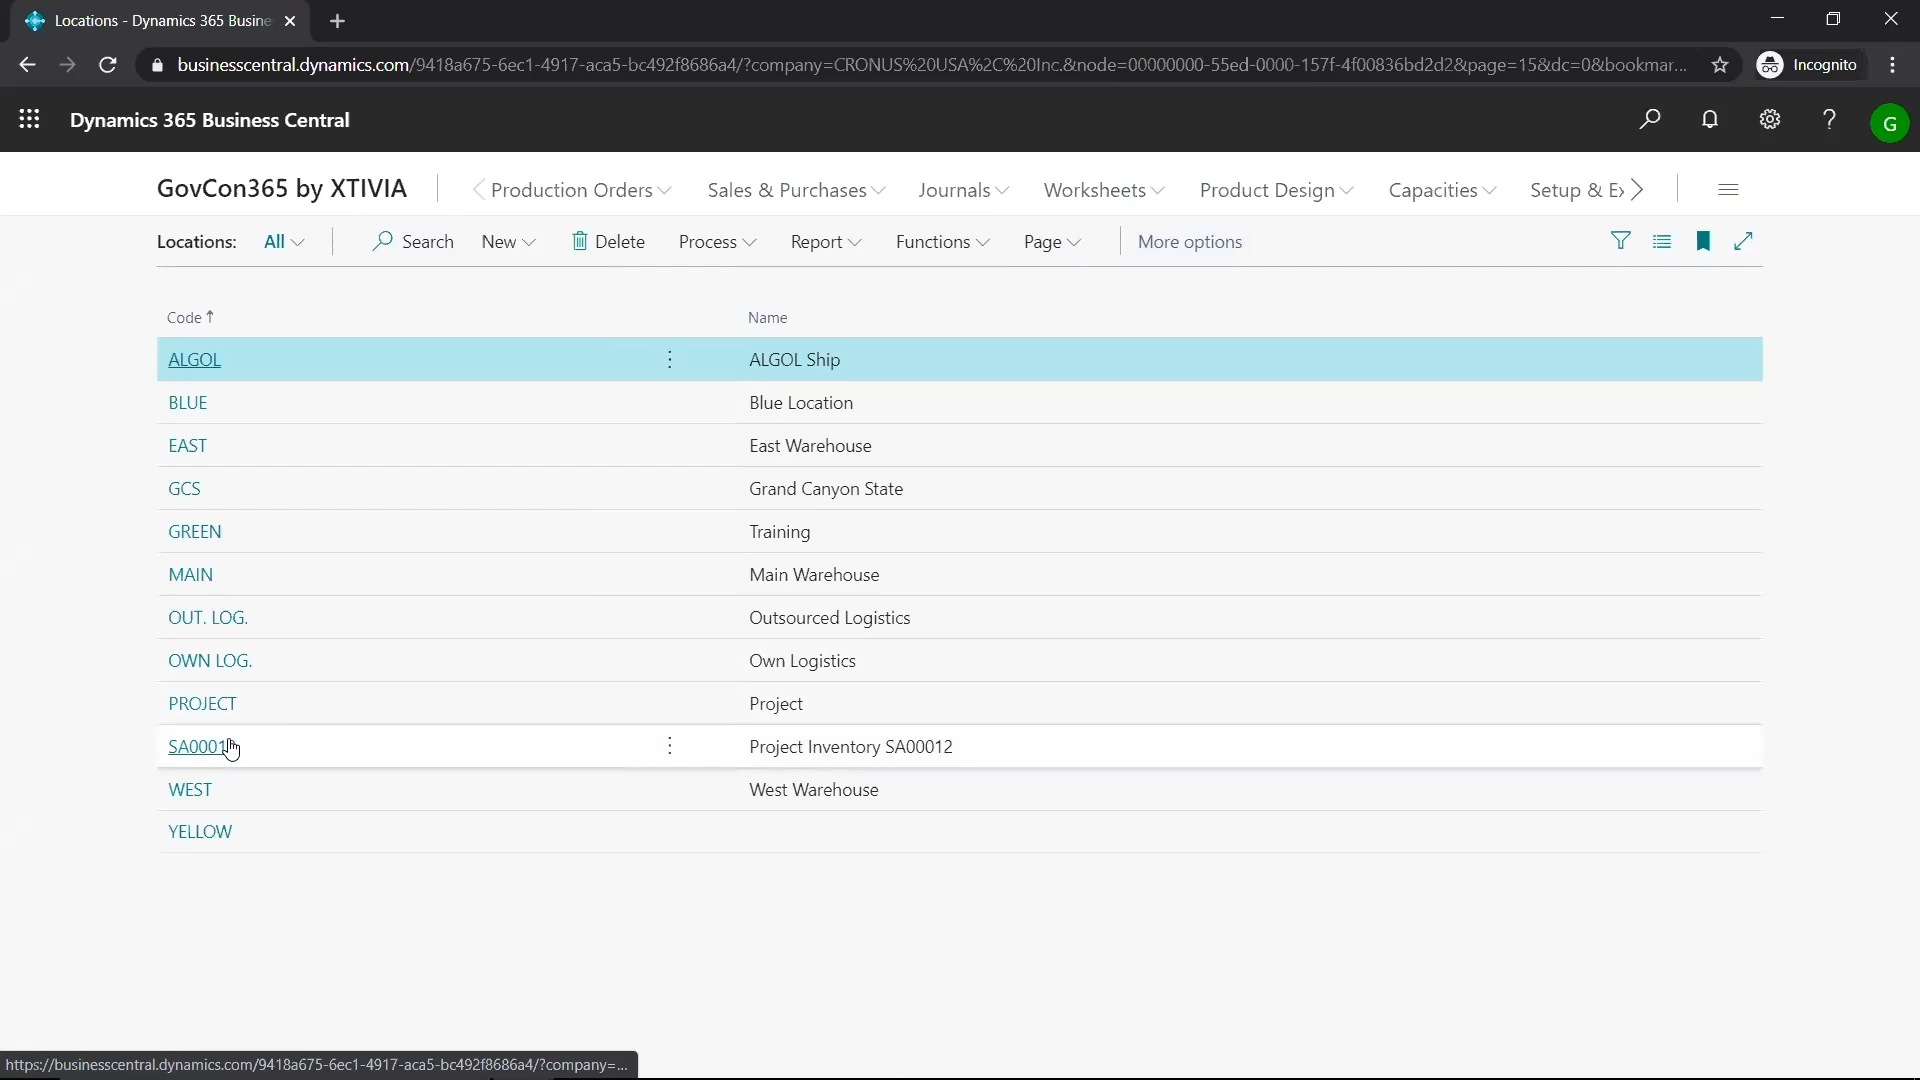 Locations - Dynamics 365 Busine
businesscentral.dynamics.com/9418a675-6ec1-4917-aca5-bc492f8686a4/?company=CRONUS%20USA%2C%20Inc.&node=00000000-55ed-0000-157f-4f00836bd2d2&page=15&dc=0&bookmar... Incognito
Dynamics 365 Business Central ? G
GovCon365 by XTIVIA Production Orders Sales & Purchases Journals Worksheets Product Design Capacities Setup & Ex
Locations: All Search New Delete Process Report Functions Page More options
Code ↑ Name
ALGOL ALGOL Ship
BLUE Blue Location
EAST East Warehouse
GCS Grand Canyon State
GREEN Training
MAIN Main Warehouse
OUT. LOG. Outsourced Logistics
OWN LOG. Own Logistics
PROJECT Project
SA0001 Project Inventory SA00012
WEST West Warehouse
YELLOW
https://businesscentral.dynamics.com/9418a675-6ec1-4917-aca5-bc492f8686a4/?company=...